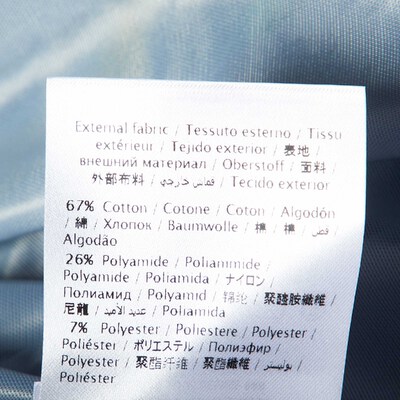 External fabric / Tessuto esterno / Tissu
extérieur / Tejido exterior / 表地 /
внешний материал / Oberstoff / 面料 /
外部布料 / قماس داردي / Tecido exterior
67% Cotton / Cotone / Coton / Algodón
/ 綿 / Хлопок / Baumwolle / 棉 / 棉 / قض /
Algodão
26% Polyamide / Poliammide /
Polyamide / Poliamida / ナイロン /
Полиамид / Polyamid / 锦纶 / 聚醯胺纖維 /
尼龍 / عديد الأميد / Poliamida
7% Polyester / Poliestere / Polyester /
Poliéster / ポリエステル / Полиэфир /
Polyester / 聚酯纤维 / 聚酯纖維 / بوليستر /
Poliéster